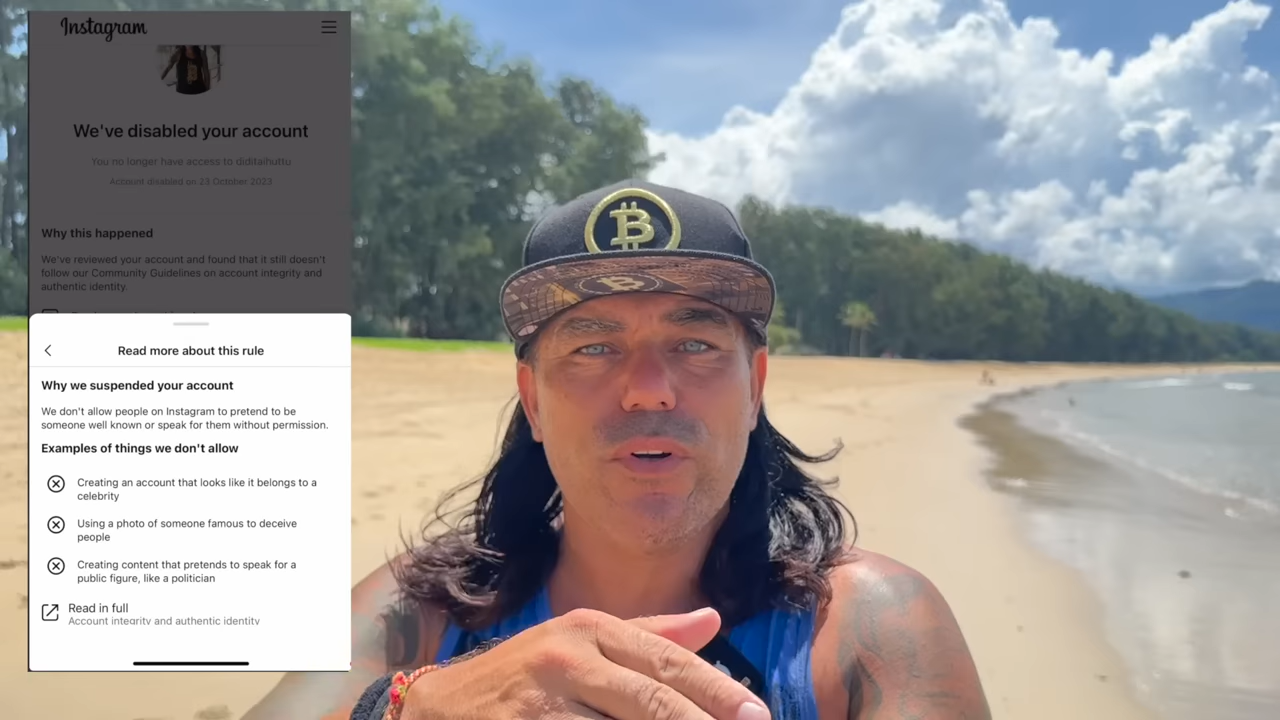 Instagram
We've disabled your account
You no longer have access to diditaihuttu
Account disabled on 23 October 2023
Why this happened
We've reviewed your account and found that it still doesn't
follow our Community Guidelines on account integrity and
authentic identity.
Read more about this rule
Why we suspended your account
We don't allow people on Instagram to pretend to be
someone well known or speak for them without permission.
Examples of things we don't allow
Creating an account that looks like it belongs to a
celebrity
Using a photo of someone famous to deceive
people
Creating content that pretends to speak for a
public figure, like a politician
Read in full
Account integrity and authentic identity